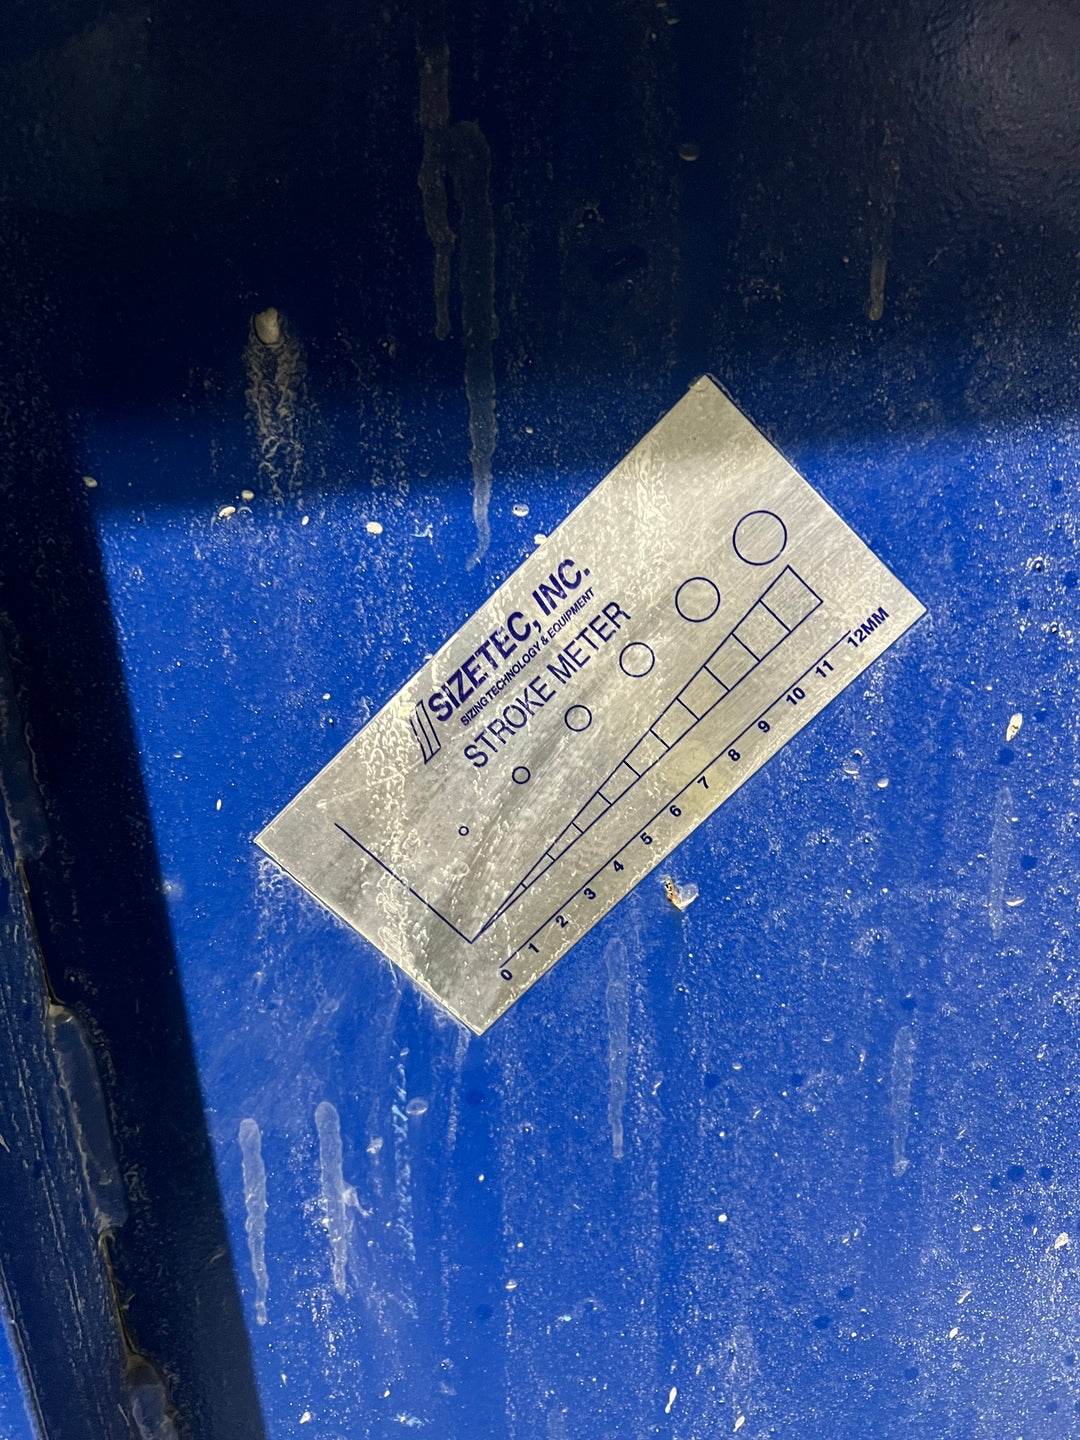 SIZETEC, INC.
SIZING TECHNOLOGY & EQUIPMENT
STROKE METER
0 1 2 3 4 5 6 7 8 9 10 11 12MM